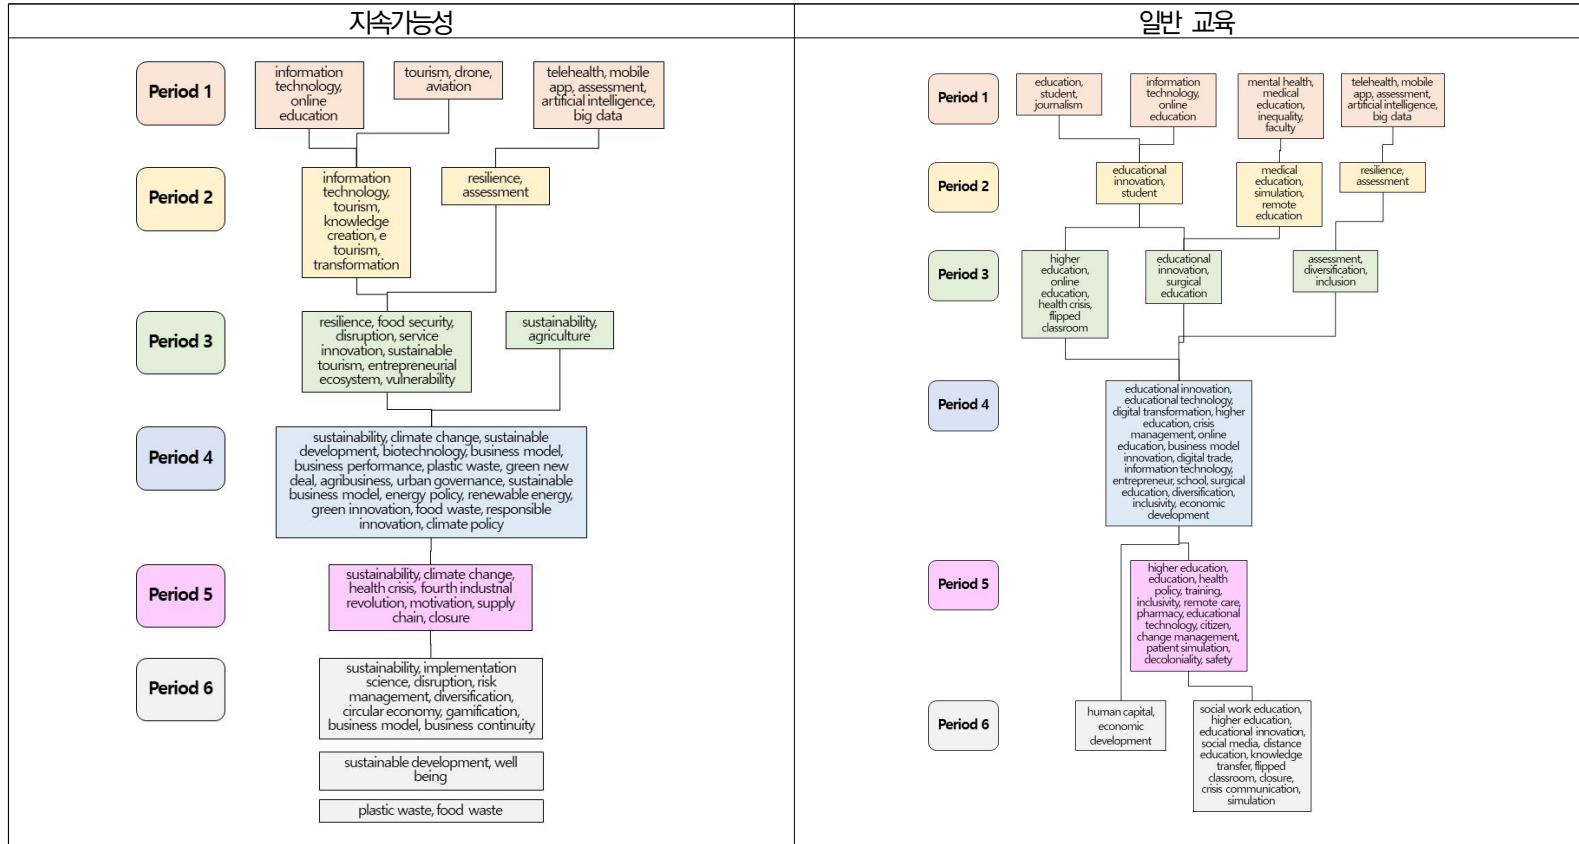 지속가능성
Period 1
information
technology,
online
education
tourism, drone,
aviation
telehealth, mobile
app, assessment,
artificial intelligence,
big data
Period 2
information
technology,
tourism,
knowledge
creation, e
tourism,
transformation
resilience,
assessment
Period 3
resilience, food security,
disruption, service
innovation, sustainable
tourism, entrepreneurial
ecosystem, vulnerability
sustainability,
agriculture
Period 4
sustainability, climate change, sustainable
development, biotechnology, business model,
business performance, plastic waste, green new
deal, agribusiness, urban governance, sustainable
business model, energy policy, renewable energy,
green innovation, food waste, responsible
innovation, climate policy
Period 5
sustainability, climate change,
health crisis, fourth industrial
revolution, motivation, supply
chain, closure
Period 6
sustainability, implementation
science, disruption, risk
management, diversification,
circular economy, gamification,
business model, business continuity
sustainable development, well
being
plastic waste, food waste
일반 교육
Period 1
education,
student,
journalism
information
technology,
online
education
mental health,
medical
education,
inequality,
faculty
telehealth, mobile
app, assessment,
artificial intelligence,
big data
Period 2
educational
innovation,
student
medical
education,
simulation,
remote
education
resilience,
assessment
Period 3
higher
education,
online
education,
health crisis,
flipped
classroom
educational
innovation,
surgical
education
assessment,
diversification,
inclusion
Period 4
educational innovation,
educational technology,
digital transformation, higher
education, crisis
management, online
education, business model
innovation, digital trade,
information technology,
entrepreneur, school, surgical
education, diversification,
inclusivity, economic
development
Period 5
higher education,
education, health
policy, training,
inclusivity, remote care,
pharmacy, educational
technology, citizen,
change management,
patient simulation,
decoloniality, safety
Period 6
human capital,
economic
development
social work education,
higher education,
educational innovation,
social media, distance
education, knowledge
transfer, flipped
classroom, closure,
crisis communication,
simulation